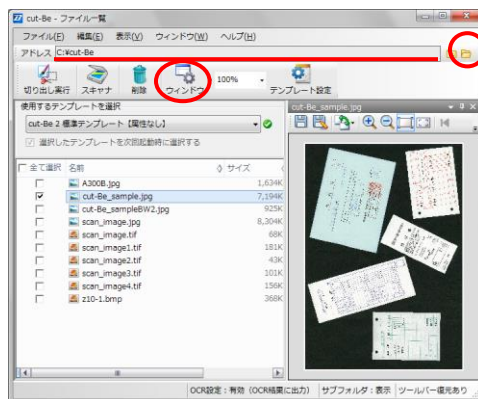 cut-Be - ファイル一覧
ファイル(F) 編集(E) 表示(V) ウィンドウ(W) ヘルプ(H)
アドレス C:¥cut-Be
切り出し実行 スキャナ 削除 ウィンドウ 100% テンプレート設定
使用するテンプレートを選択
cut-Be 2 標準テンプレート【属性なし】
選択したテンプレートを次回起動時に選択する
全て選択 名前 サイズ
A300B.jpg 1,634K
cut-Be_sample.jpg 7,194K
cut-Be_sampleBW2.jpg 925K
scan_image.jpg 8,304K
scan_image.tif 68K
scan_image1.tif 181K
scan_image2.tif 43K
scan_image3.tif 101K
scan_image4.tif 156K
z10-1.bmp 368K
cut-Be_sample.jpg
OCR設定：有効（OCR結果に出力） サブフォルダ：表示 ツールバー復元あり